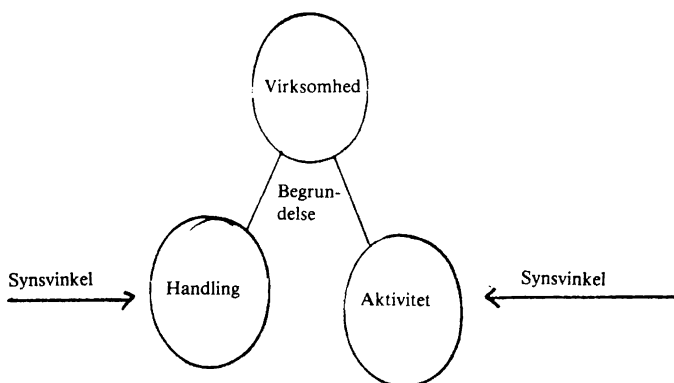 Virksomhed
Begrun-
delse
Synsvinkel
Handling
Aktivitet
Synsvinkel